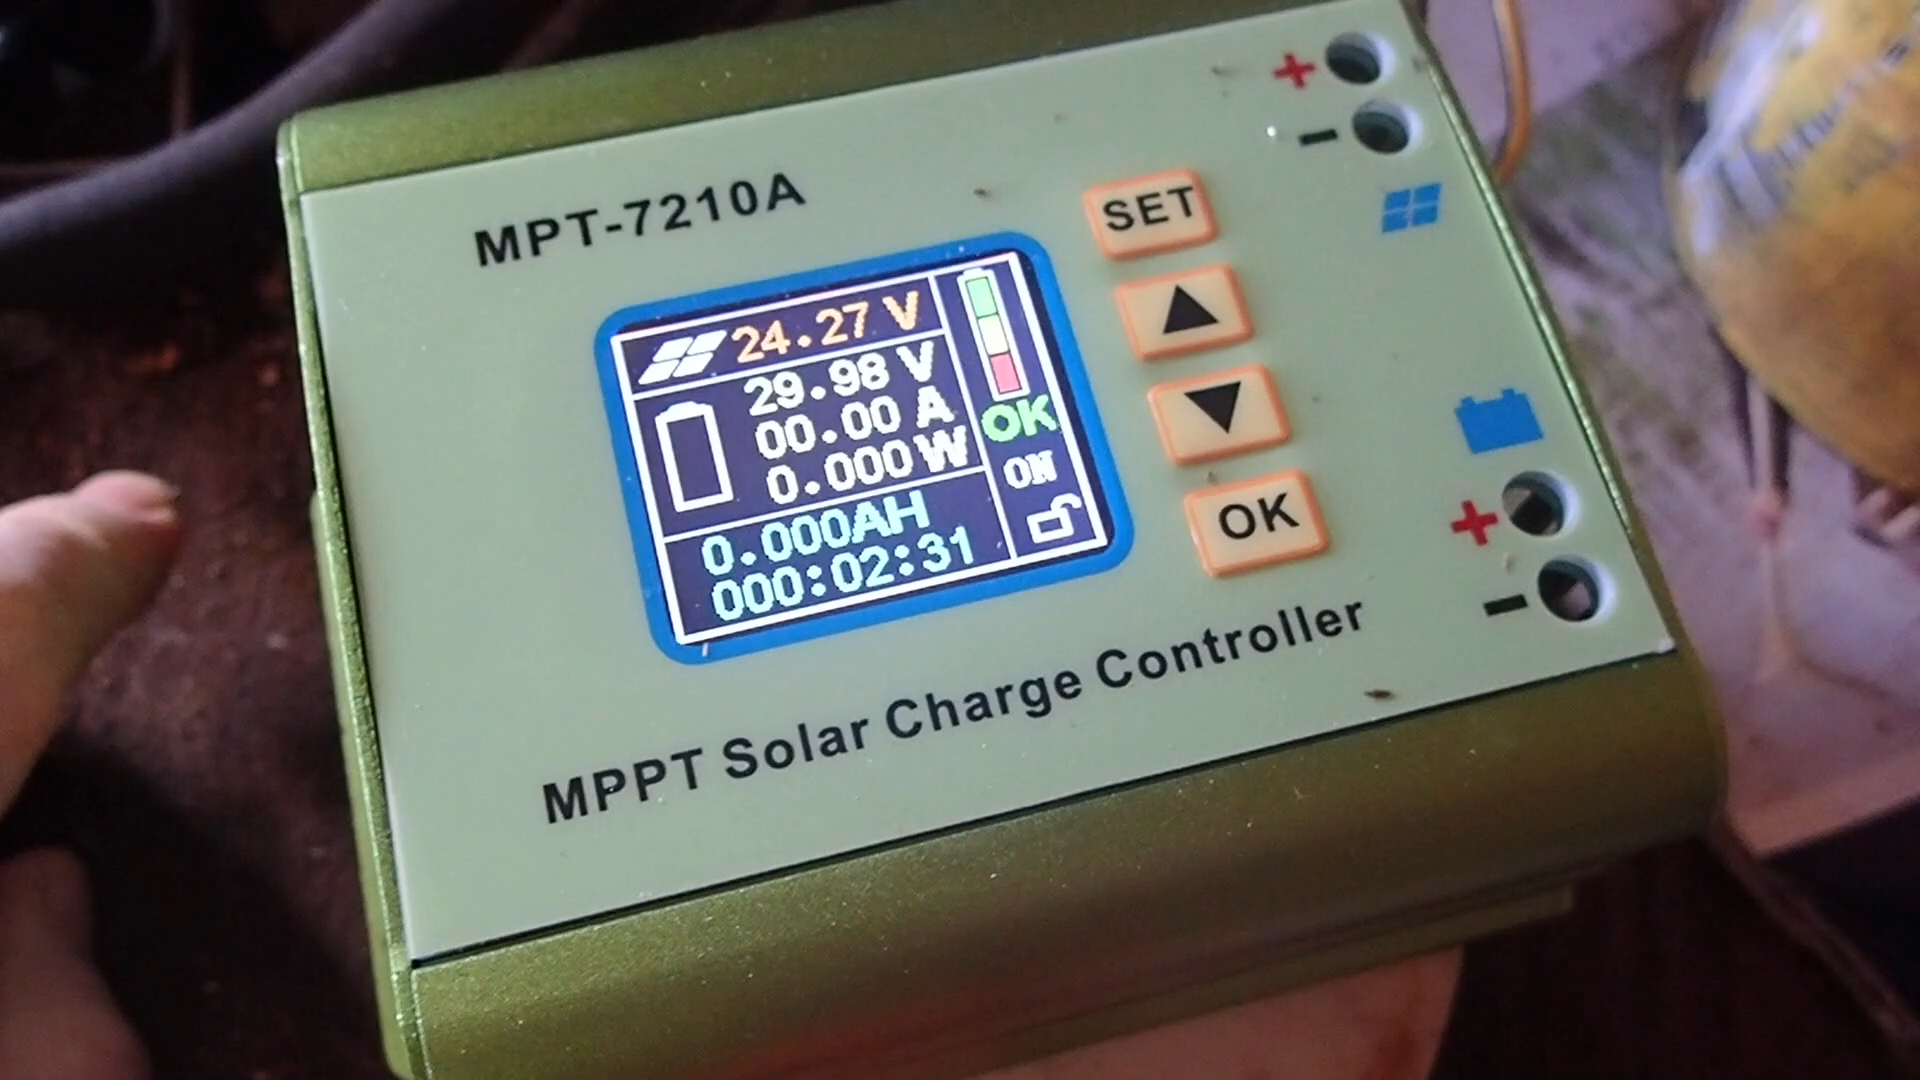 MPT-7210A
24.27 V
29.98 V
00.00 A
0.000W
0.000AH
000:02:31
OK
ON
SET
OK
+
-
+
-
MPPT Solar Charge Controller